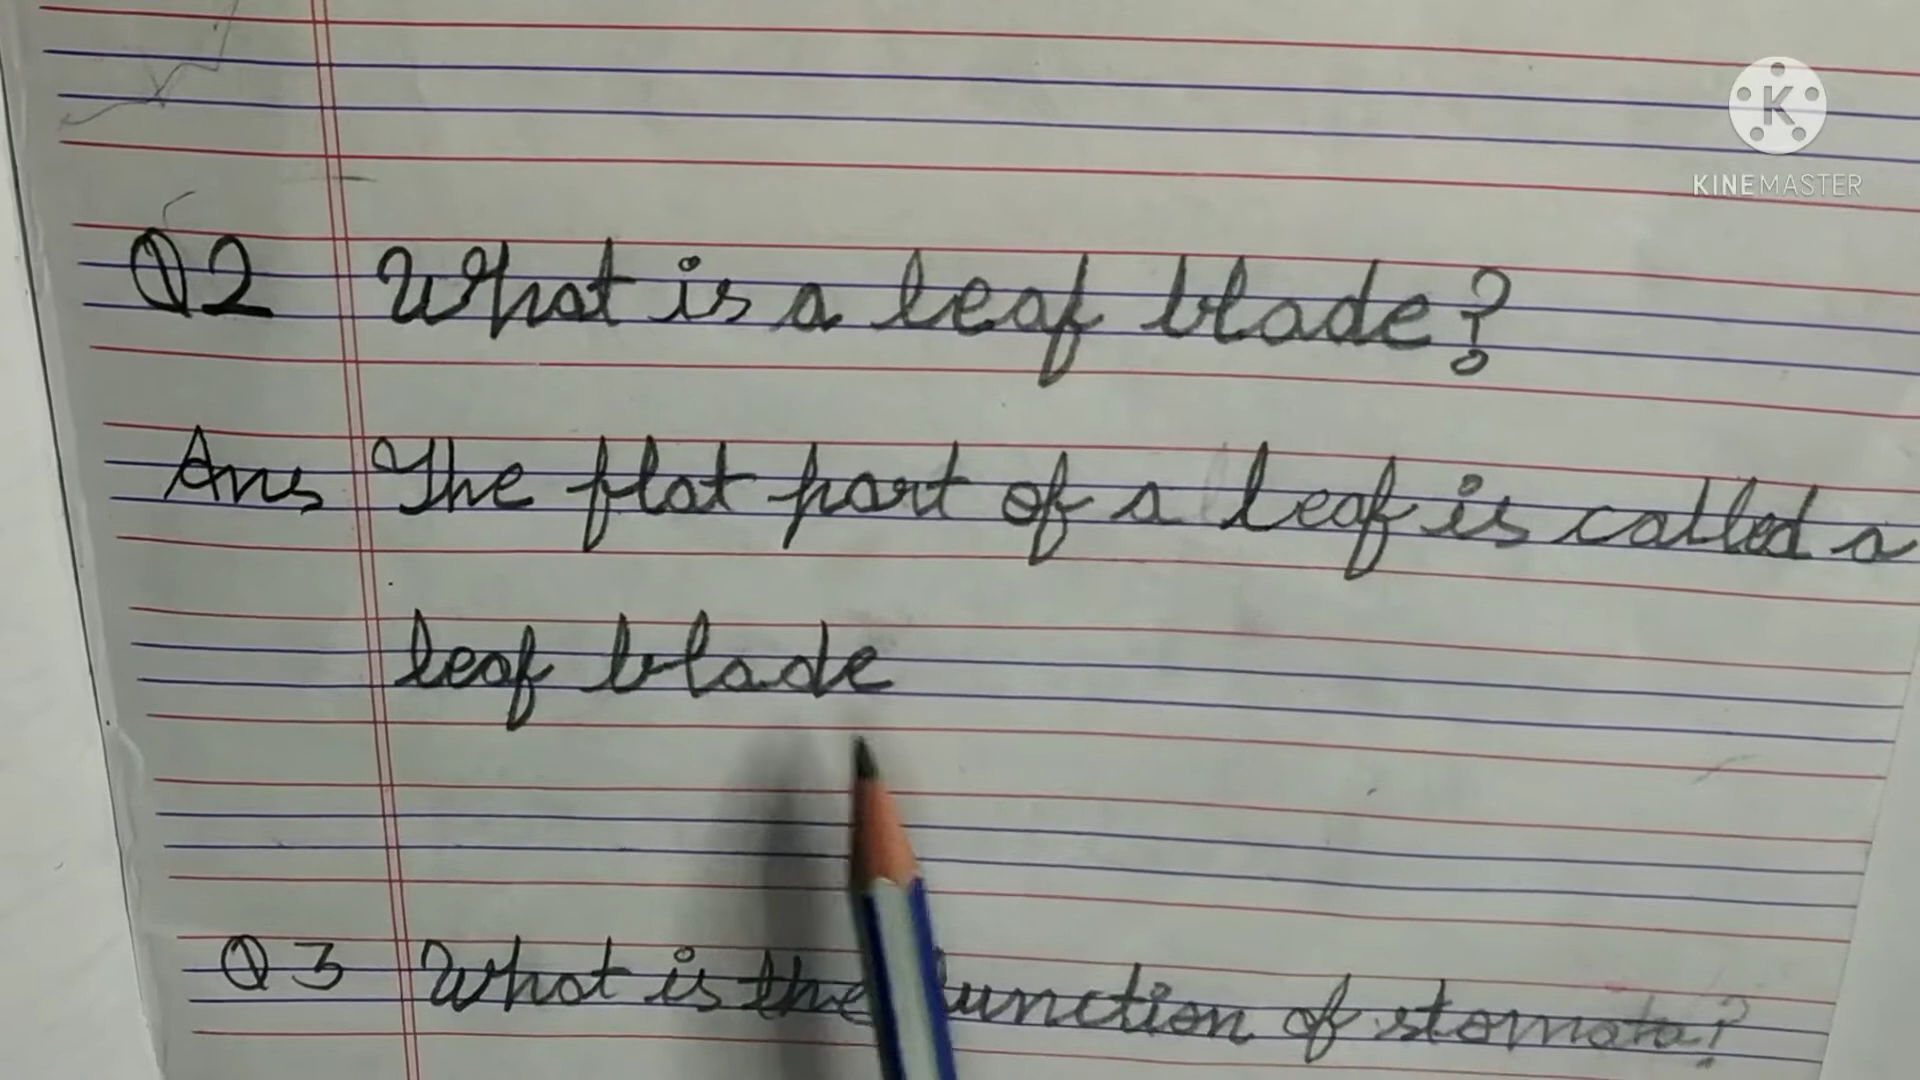 KINEMASTER
Q2 What is a leaf blade?
Ans The flat part of a leaf is called a
leaf blade
Q3 What is the function of stomata?